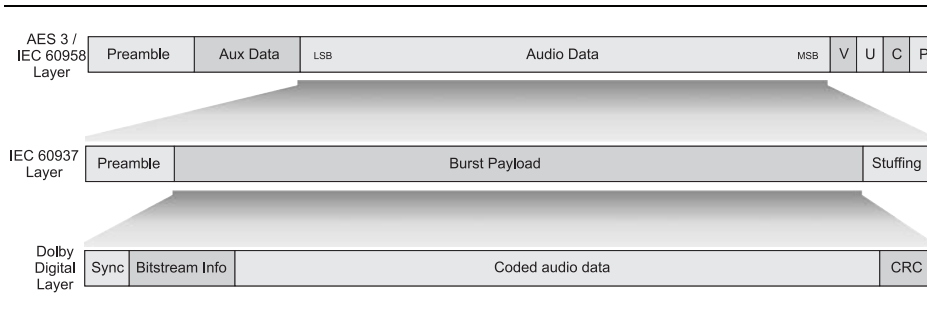 AES 3 /
IEC 60958
Layer
Preamble
Aux Data
LSB
Audio Data
MSB
V
U
C
P
IEC 60937
Layer
Preamble
Burst Payload
Stuffing
Dolby
Digital
Layer
Sync
Bitstream Info
Coded audio data
CRC